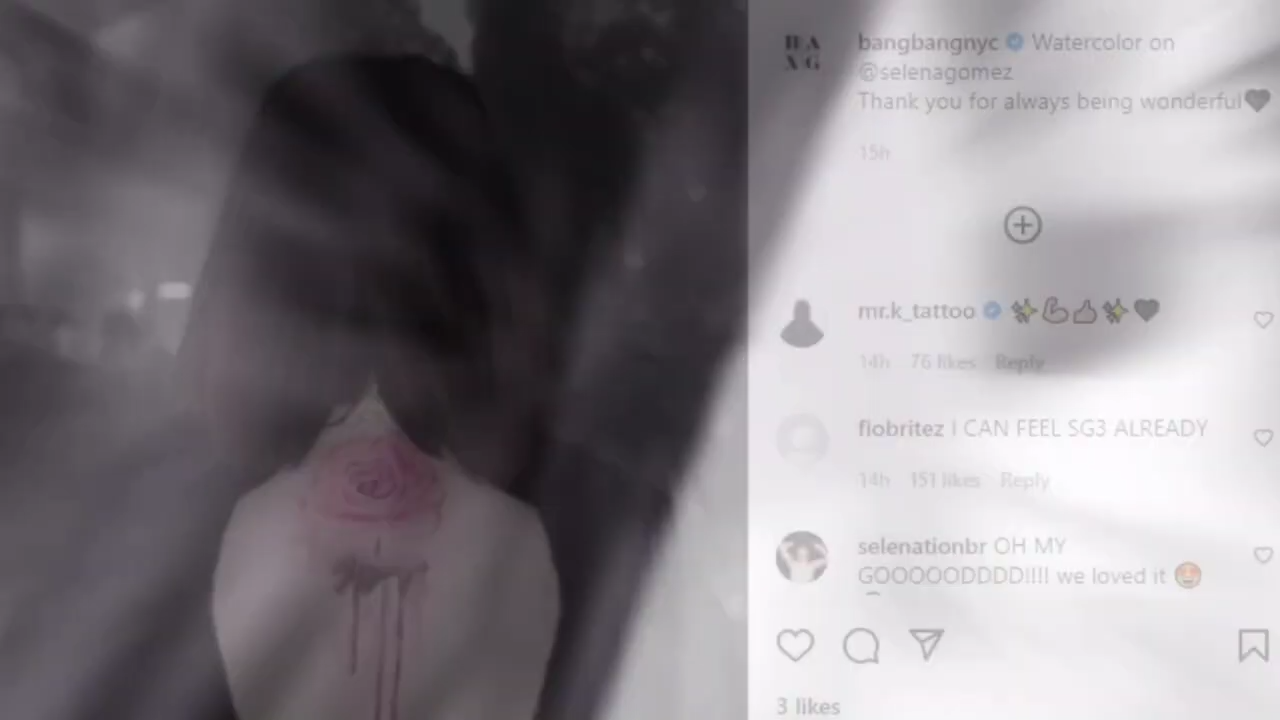 BA
NG
bangbangnyc Watercolor on
@selenagomez
Thank you for always being wonderful🖤
15h
mr.k_tattoo ✨💪👍✨🖤
14h 76 likes Reply
fiobritez I CAN FEEL SG3 ALREADY
14h 151 likes Reply
selenationbr OH MY
GOOOOODDDD!!!! we loved it 🤩
3 likes